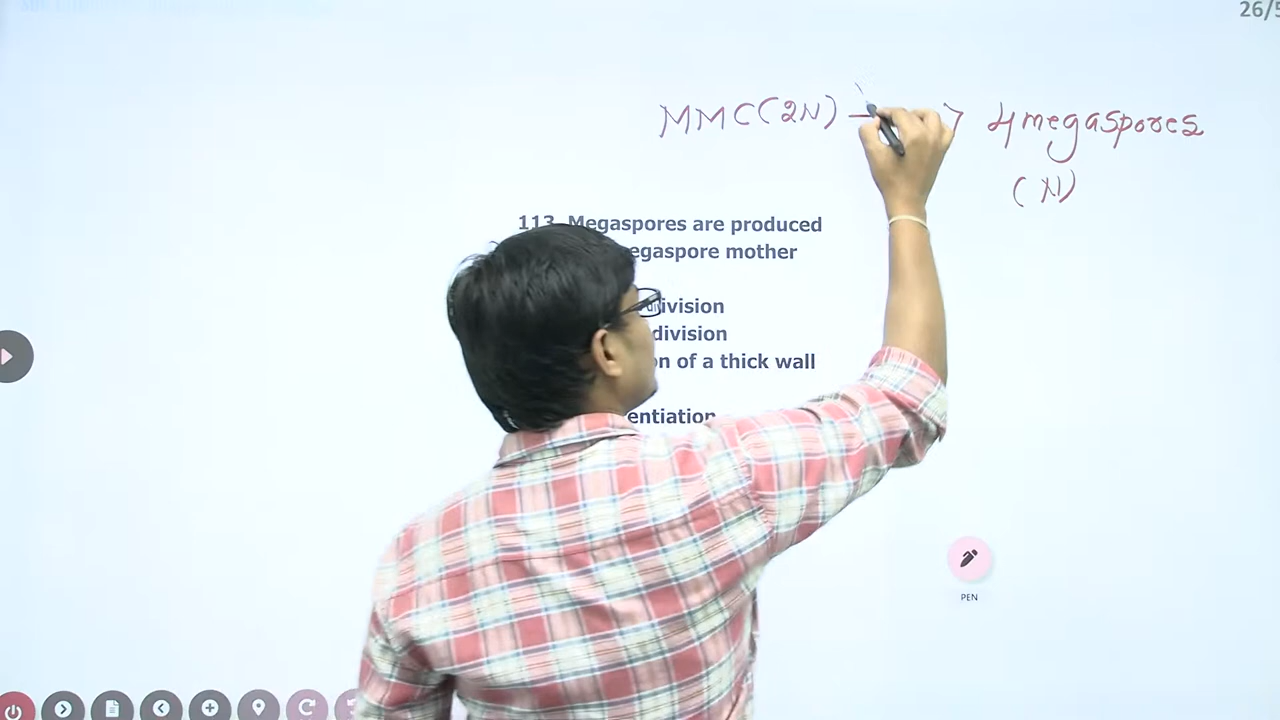 26/5
MMC(2N) → 4megaspores
(N)
113. Megaspores are produced
egaspore mother
division
division
on of a thick wall
entiation
PEN